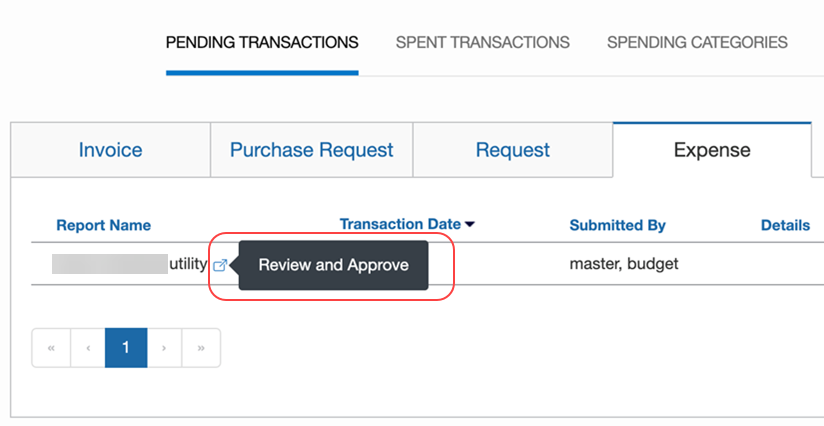 PENDING TRANSACTIONS SPENT TRANSACTIONS SPENDING CATEGORIES
Invoice Purchase Request Request Expense
Report Name Transaction Date Submitted By Details
utility Review and Approve master, budget
« ‹ 1 › »